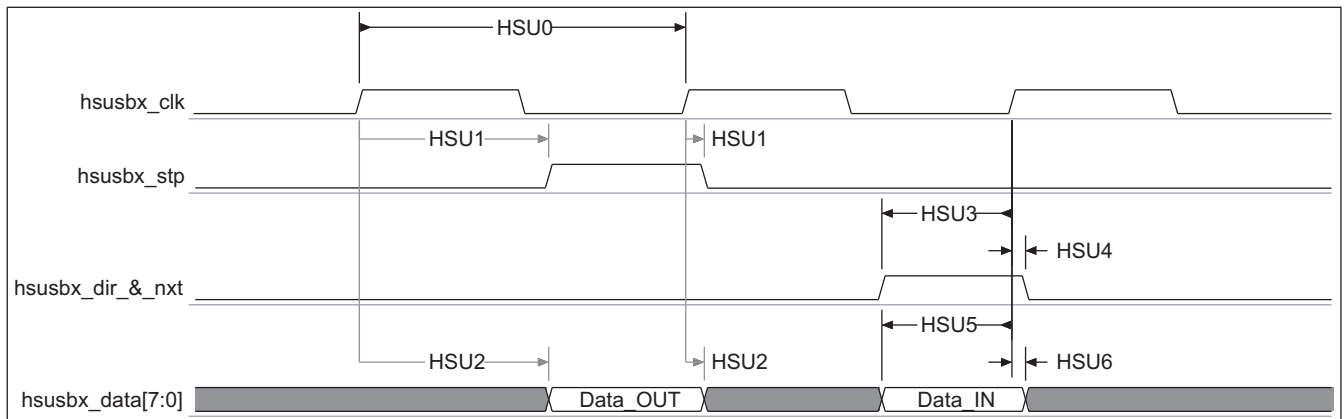 HSU0
hsusbx_clk
HSU1 HSU1
hsusbx_stp
HSU3
HSU4
hsusbx_dir_&_nxt
HSU5
HSU2 HSU2 HSU6
hsusbx_data[7:0] Data_OUT Data_IN